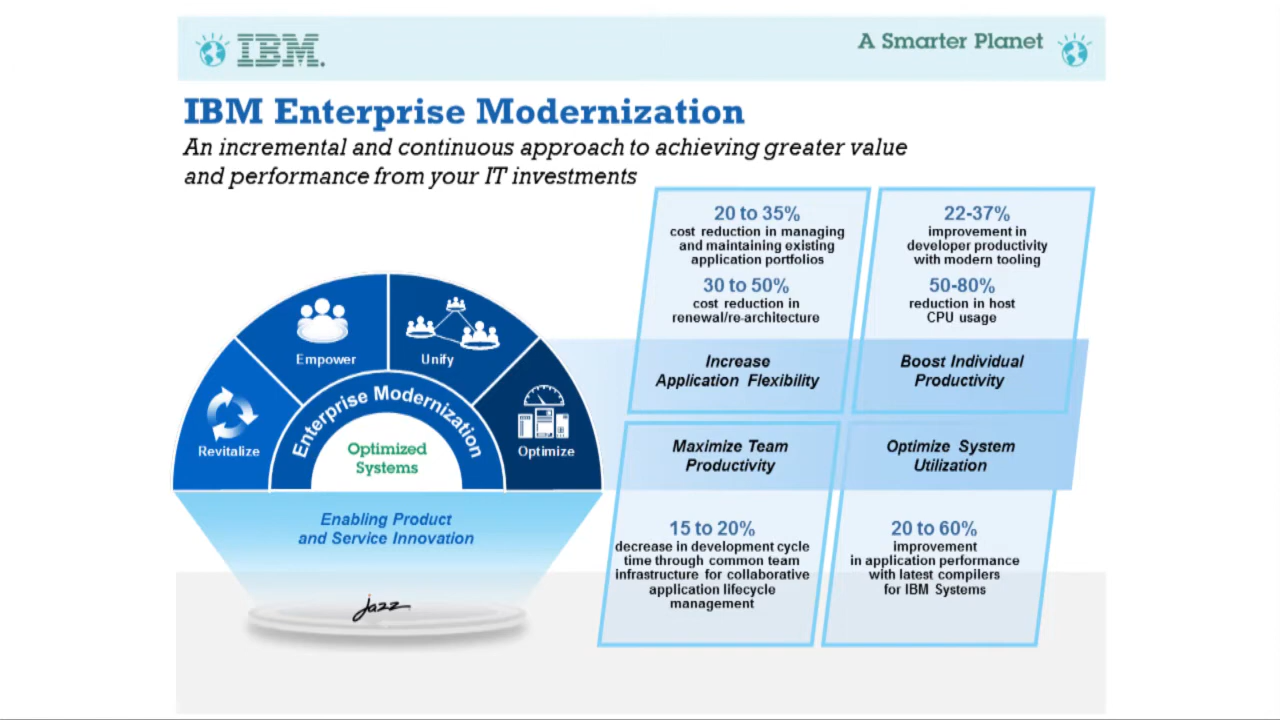 IBM.
A Smarter Planet
IBM Enterprise Modernization
An incremental and continuous approach to achieving greater value
and performance from your IT investments
20 to 35%
cost reduction in managing
and maintaining existing
application portfolios
30 to 50%
cost reduction in
renewal/re-architecture
Increase
Application Flexibility
22-37%
improvement in
developer productivity
with modern tooling
50-80%
reduction in host
CPU usage
Boost Individual
Productivity
Revitalize
Empower
Unify
Optimize
Enterprise Modernization
Optimized
Systems
Enabling Product
and Service Innovation
jazz
Maximize Team
Productivity
15 to 20%
decrease in development cycle
time through common team
infrastructure for collaborative
application lifecycle
management
Optimize System
Utilization
20 to 60%
improvement
in application performance
with latest compilers
for IBM Systems